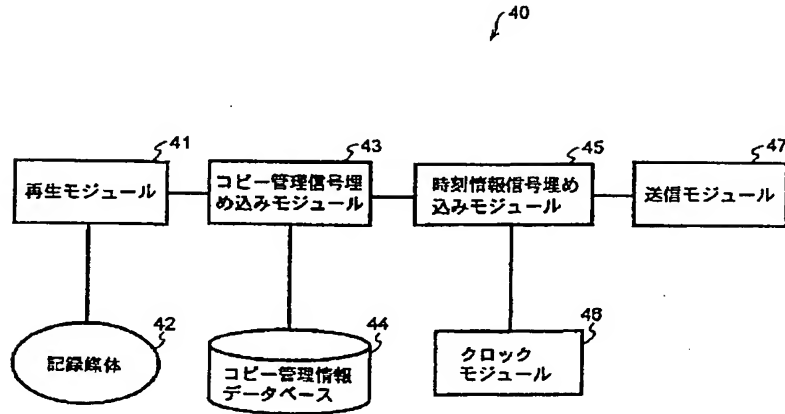 40
41
再生モジュール
43
コピー管理信号埋
め込みモジュール
45
時刻情報信号埋め
込みモジュール
47
送信モジュール
42
記録媒体
44
コピー管理情報
データベース
46
クロック
モジュール